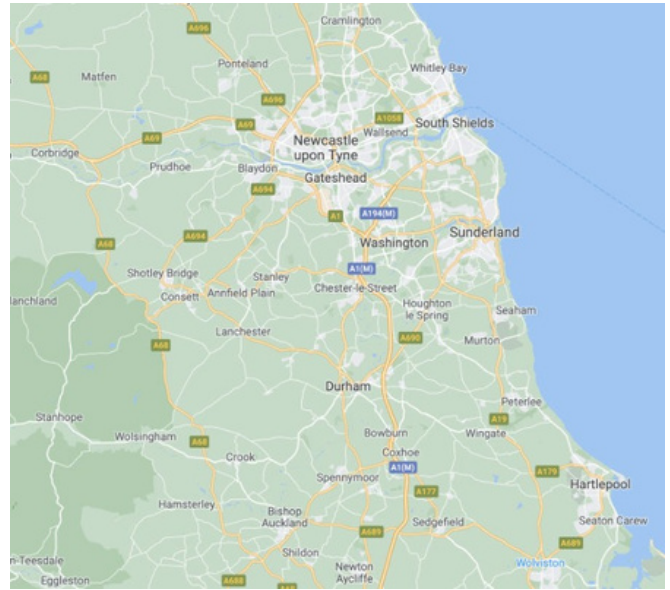 Cramlington
A696
Whitley Bay
Ponteland
A68
Matfen
A696
A1058
South Shields
A69
Wallsend
A69
Newcastle
upon Tyne
Corbridge
Prudhoe
Blaydon
Gateshead
A694
A194(M)
A1
Sunderland
A694
Washington
A68
Shotley Bridge
Stanley
A1(M)
Chester-le-Street
Annfield Plain
Consett
Houghton
le Spring
Seaham
lanchland
Lanchester
A690
Murton
A68
Durham
Peterlee
Stanhope
A19
Wolsingham
A68
Bowburn
Wingate
Crook
Coxhoe
A1(M)
A179
Spennymoor
Hartlepool
A177
Hamsterley
Bishop
Auckland
Sedgefield
Seaton Carew
A689
A689
Shildon
n-Teesdale
Newton
Aycliffe
Wolviston
Eggleston
A688